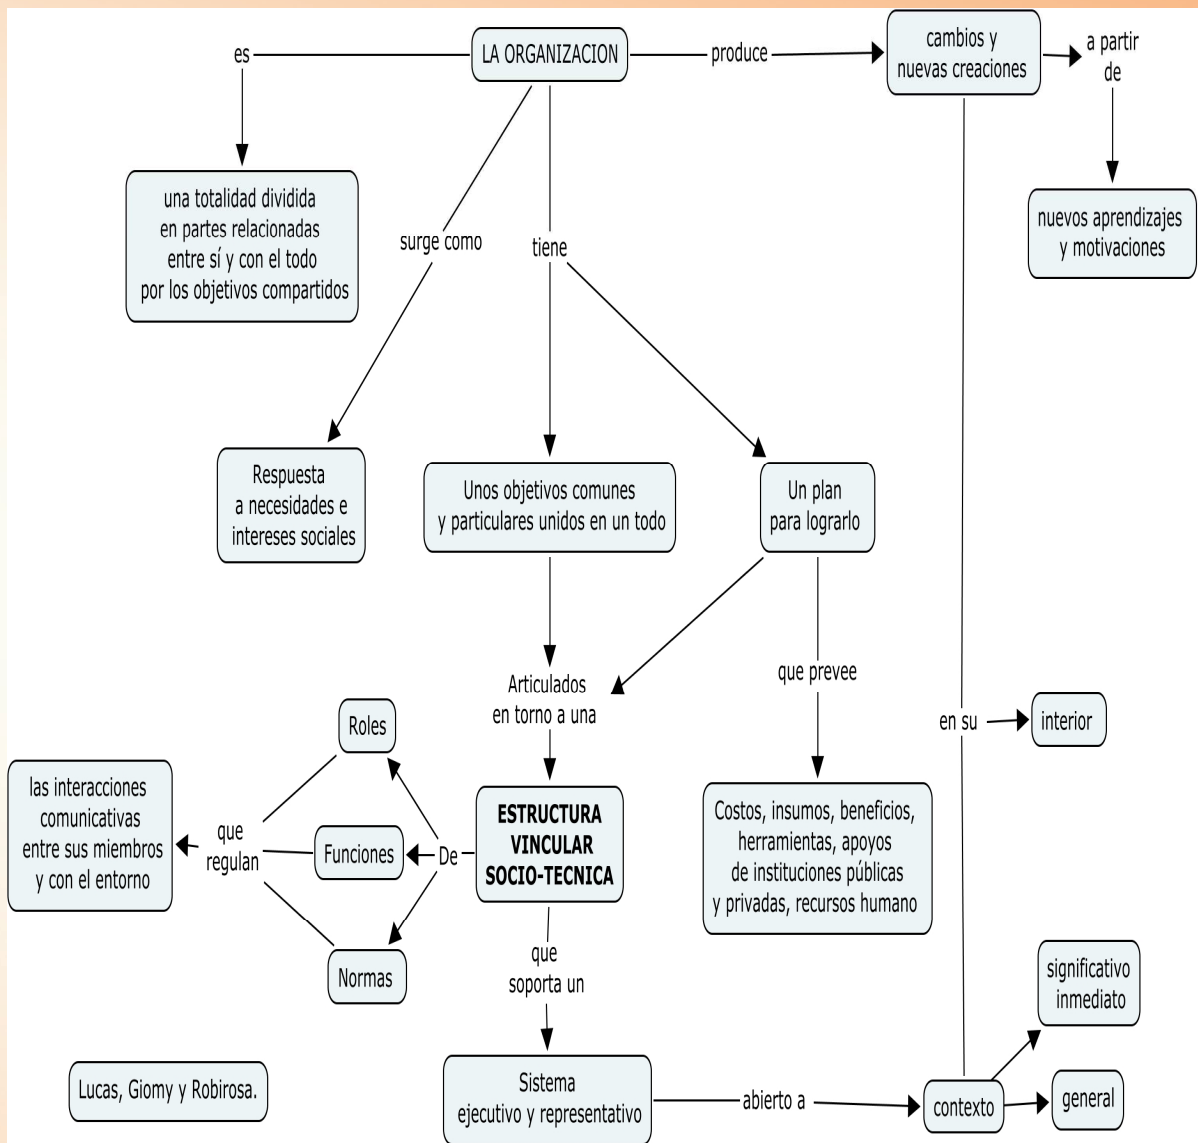 es
LA ORGANIZACION
produce
cambios y
nuevas creaciones
a partir
de
una totalidad dividida
en partes relacionadas
entre sí y con el todo
por los objetivos compartidos
surge como
tiene
nuevos aprendizajes
y motivaciones
Respuesta
a necesidades e
intereses sociales
Unos objetivos comunes
y particulares unidos en un todo
Un plan
para lograrlo
Articulados
en torno a una
que prevee
en su
interior
Roles
las interacciones
comunicativas
entre sus miembros
y con el entorno
que
regulan
Funciones
De
ESTRUCTURA
VINCULAR
SOCIO-TECNICA
Costos, insumos, beneficios,
herramientas, apoyos
de instituciones públicas
y privadas, recursos humano
Normas
que
soporta un
significativo
inmediato
Lucas, Giomy y Robirosa.
Sistema
ejecutivo y representativo
abierto a
contexto
general